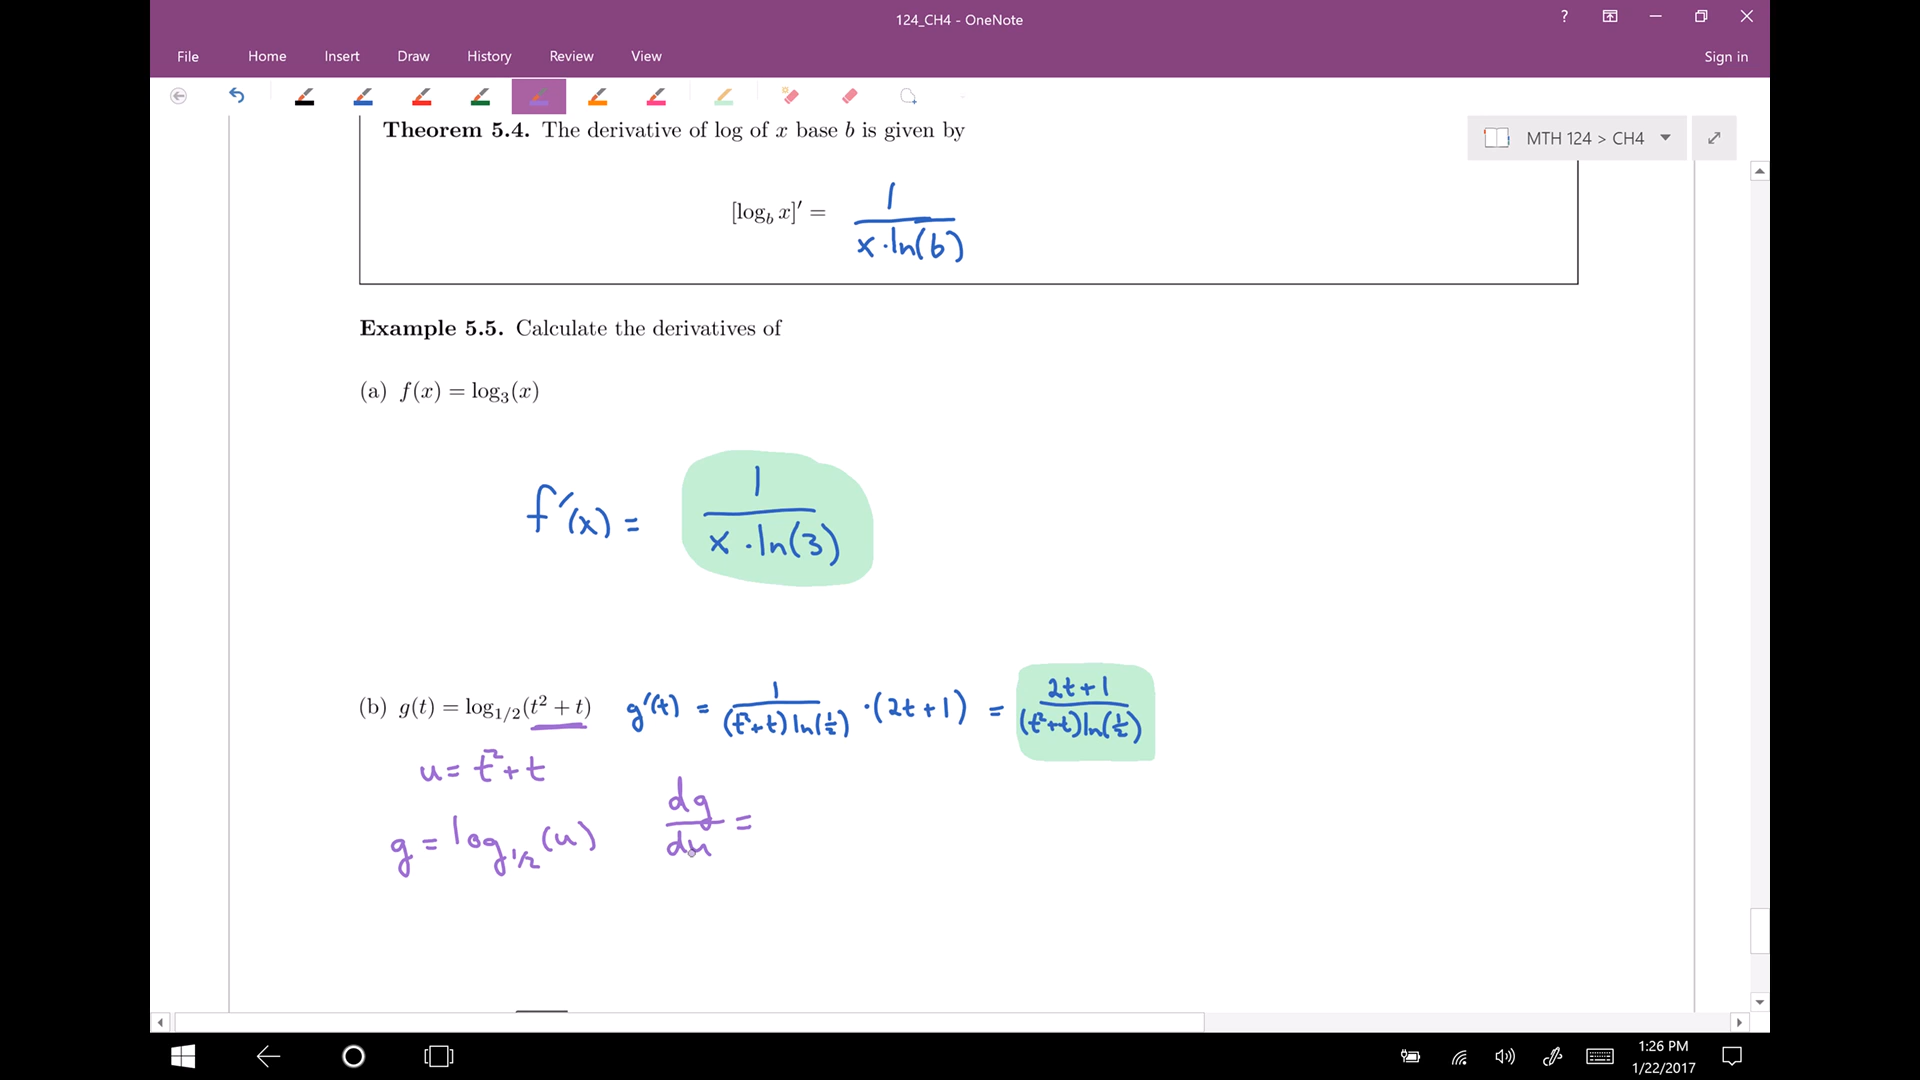 124_CH4 - OneNote
?
File Home Insert Draw History Review View Sign in
MTH 124 > CH4
Theorem 5.4. The derivative of log of x base b is given by
[log_b x]' = 1/(x · ln(b))
Example 5.5. Calculate the derivatives of
(a) f(x) = log₃(x)
f'(x) = 1/(x · ln(3))
(b) g(t) = log_{1/2}(t² + t) g'(t) = 1/((t²+t) ln(1/2)) · (2t+1) = (2t+1)/((t²+t) ln(1/2))
u = t² + t
g = log_{1/2}(u) dg/du =
1:26 PM
1/22/2017